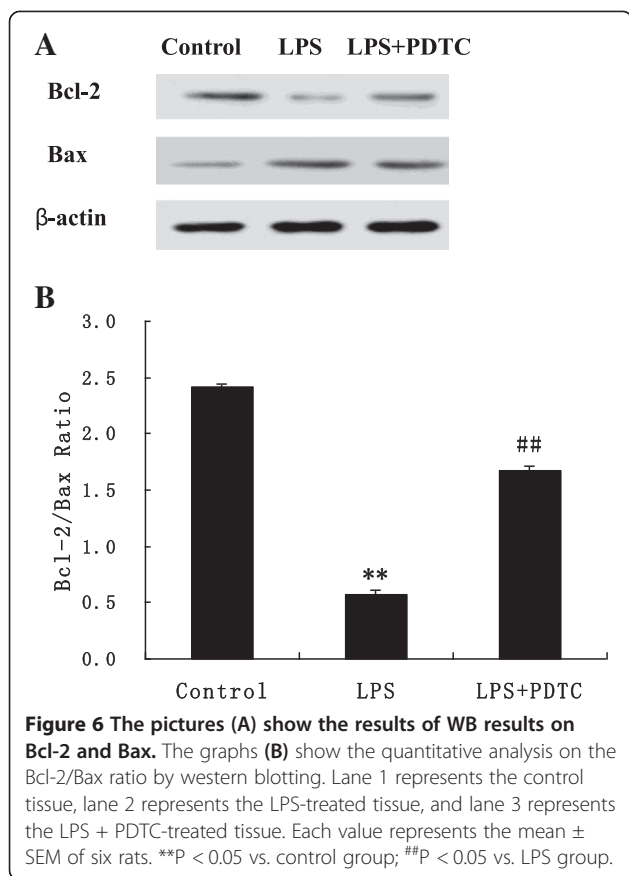 A
Control LPS LPS+PDTC
Bcl-2
Bax
β-actin
B
3.0
2.5
2.0
1.5
1.0
0.5
0.0
Bcl-2/Bax Ratio
##
**
Control LPS LPS+PDTC
Figure 6 The pictures (A) show the results of WB results on
Bcl-2 and Bax. The graphs (B) show the quantitative analysis on the
Bcl-2/Bax ratio by western blotting. Lane 1 represents the control
tissue, lane 2 represents the LPS-treated tissue, and lane 3 represents
the LPS + PDTC-treated tissue. Each value represents the mean ±
SEM of six rats. **P < 0.05 vs. control group; ##P < 0.05 vs. LPS group.